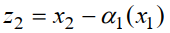 z₂ = x₂ − α₁(x₁)